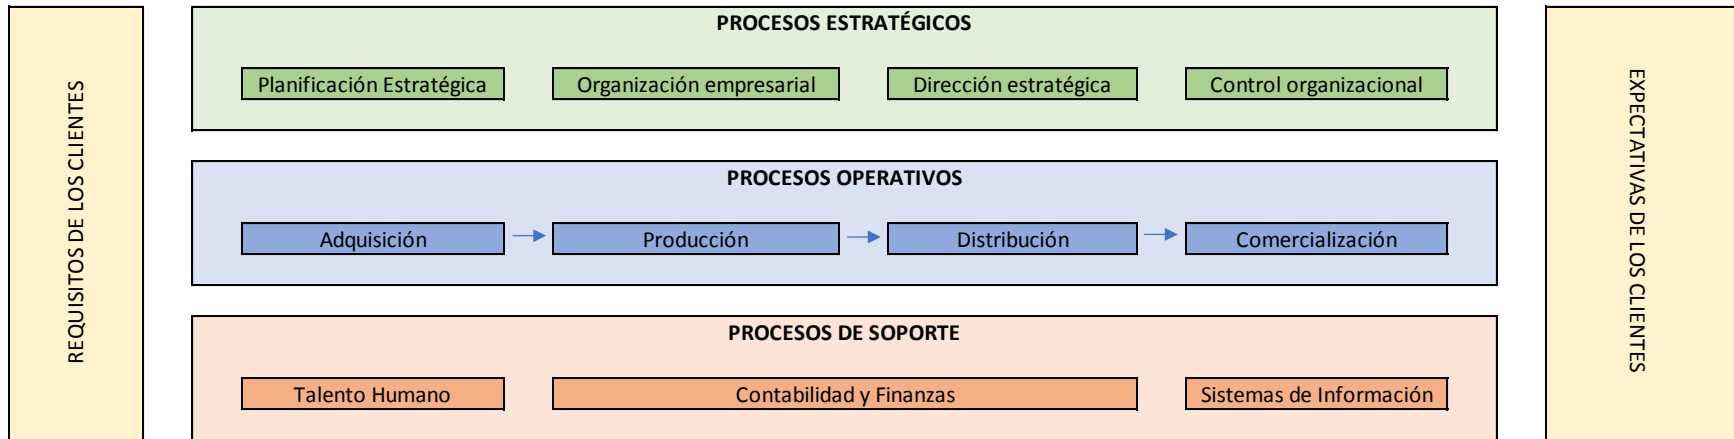 REQUISITOS DE LOS CLIENTES
PROCESOS ESTRATÉGICOS
Planificación Estratégica
Organización empresarial
Dirección estratégica
Control organizacional
PROCESOS OPERATIVOS
Adquisición
Producción
Distribución
Comercialización
PROCESOS DE SOPORTE
Talento Humano
Contabilidad y Finanzas
Sistemas de Información
EXPECTATIVAS DE LOS CLIENTES